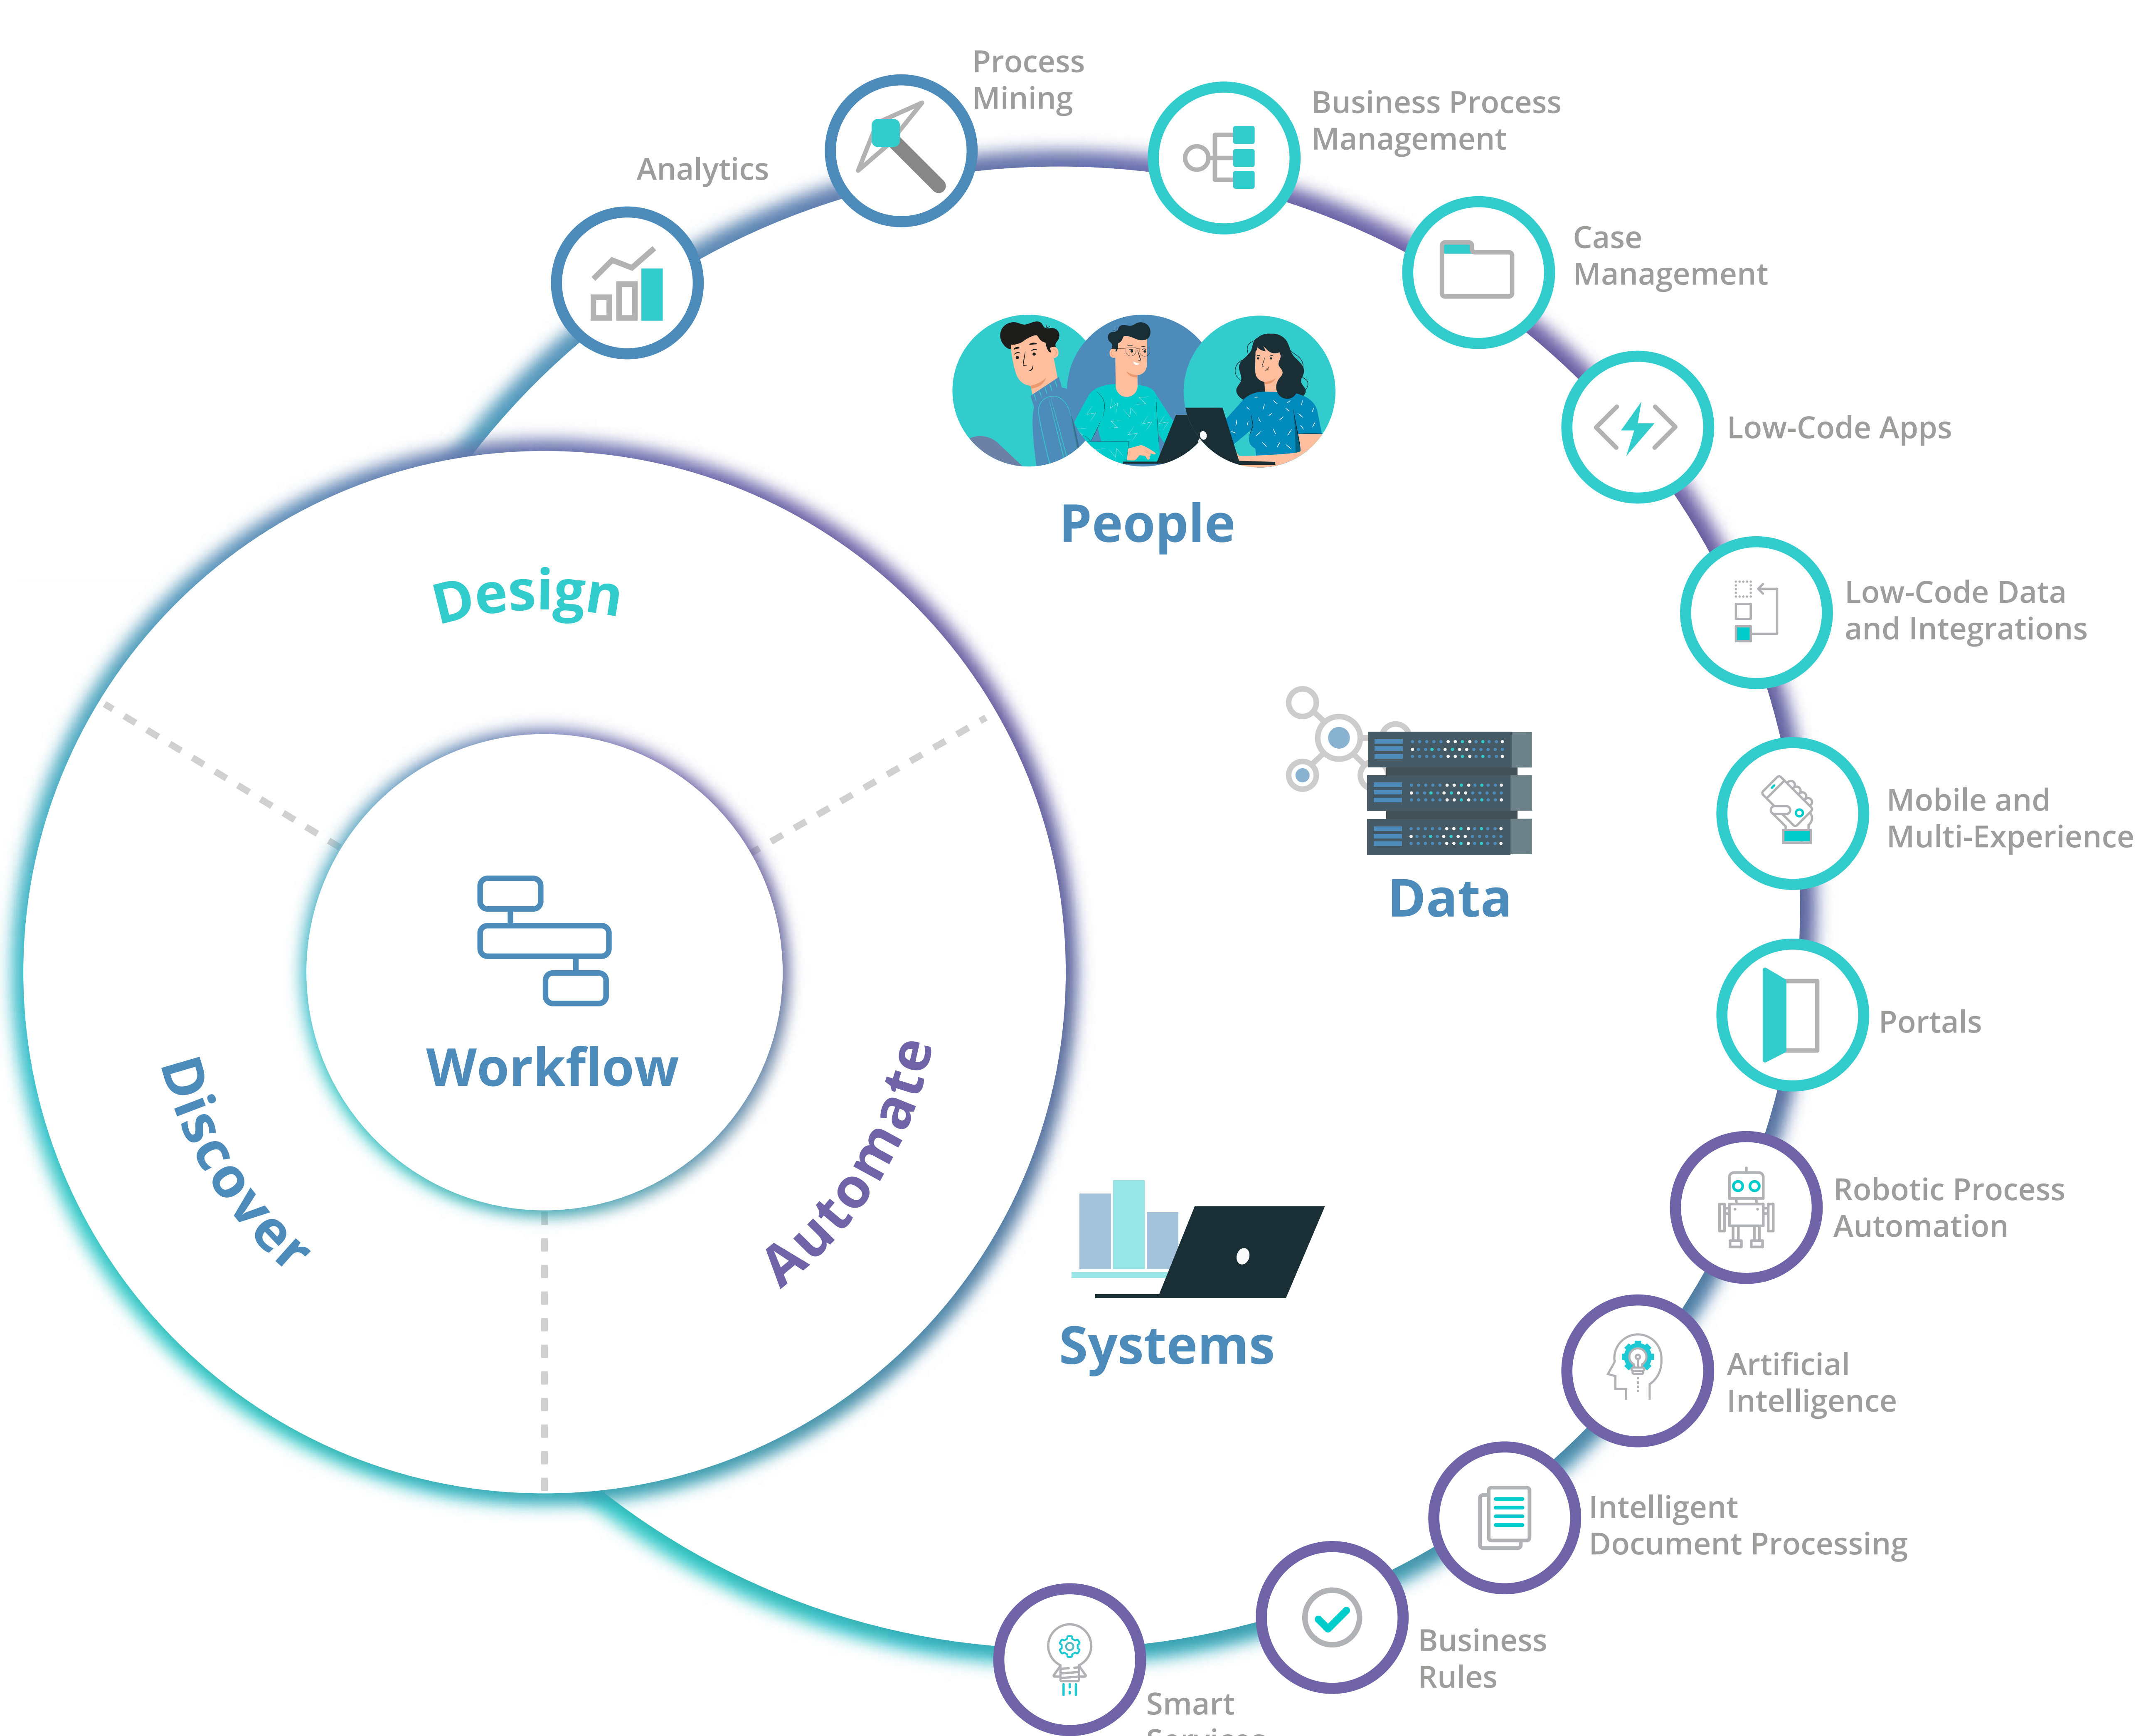 Process
Mining
Analytics
Business Process
Management
Case
Management
Low-Code Apps
Low-Code Data
and Integrations
Mobile and
Multi-Experience
Portals
Robotic Process
Automation
Artificial
Intelligence
Intelligent
Document Processing
Business
Rules
Smart
People
Data
Systems
Design
Discover
Automate
Workflow